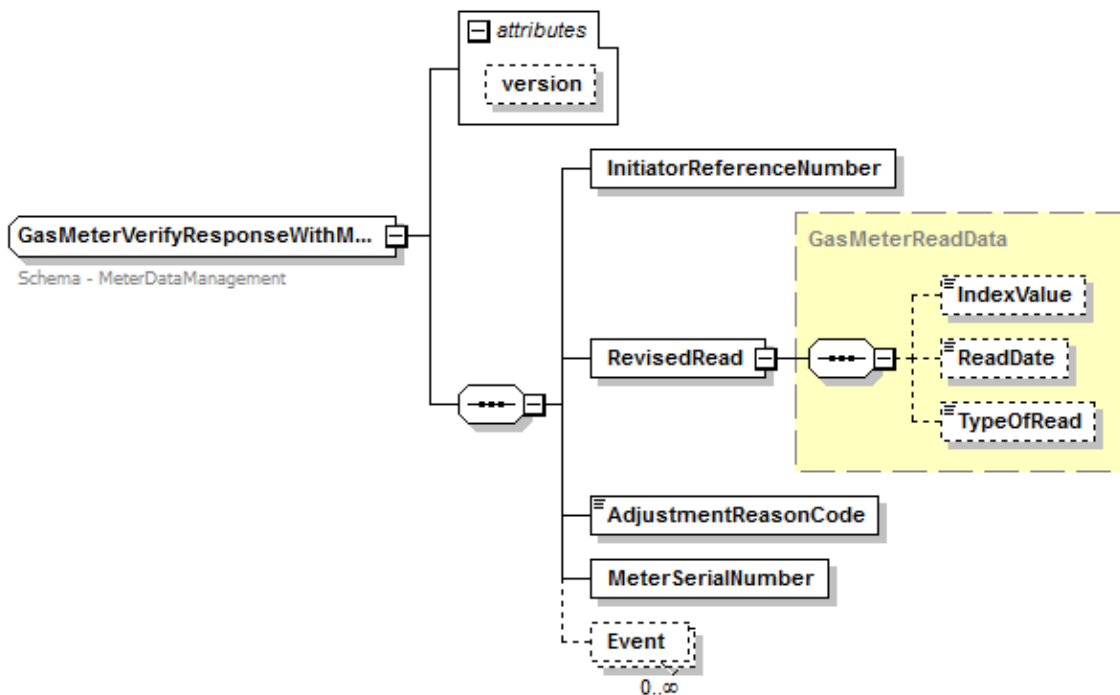 attributes
version
InitiatorReferenceNumber
GasMeterVerifyResponseWithM...
Schema - MeterDataManagement
GasMeterReadData
IndexValue
RevisedRead
ReadDate
TypeOfRead
AdjustmentReasonCode
MeterSerialNumber
Event
0..∞